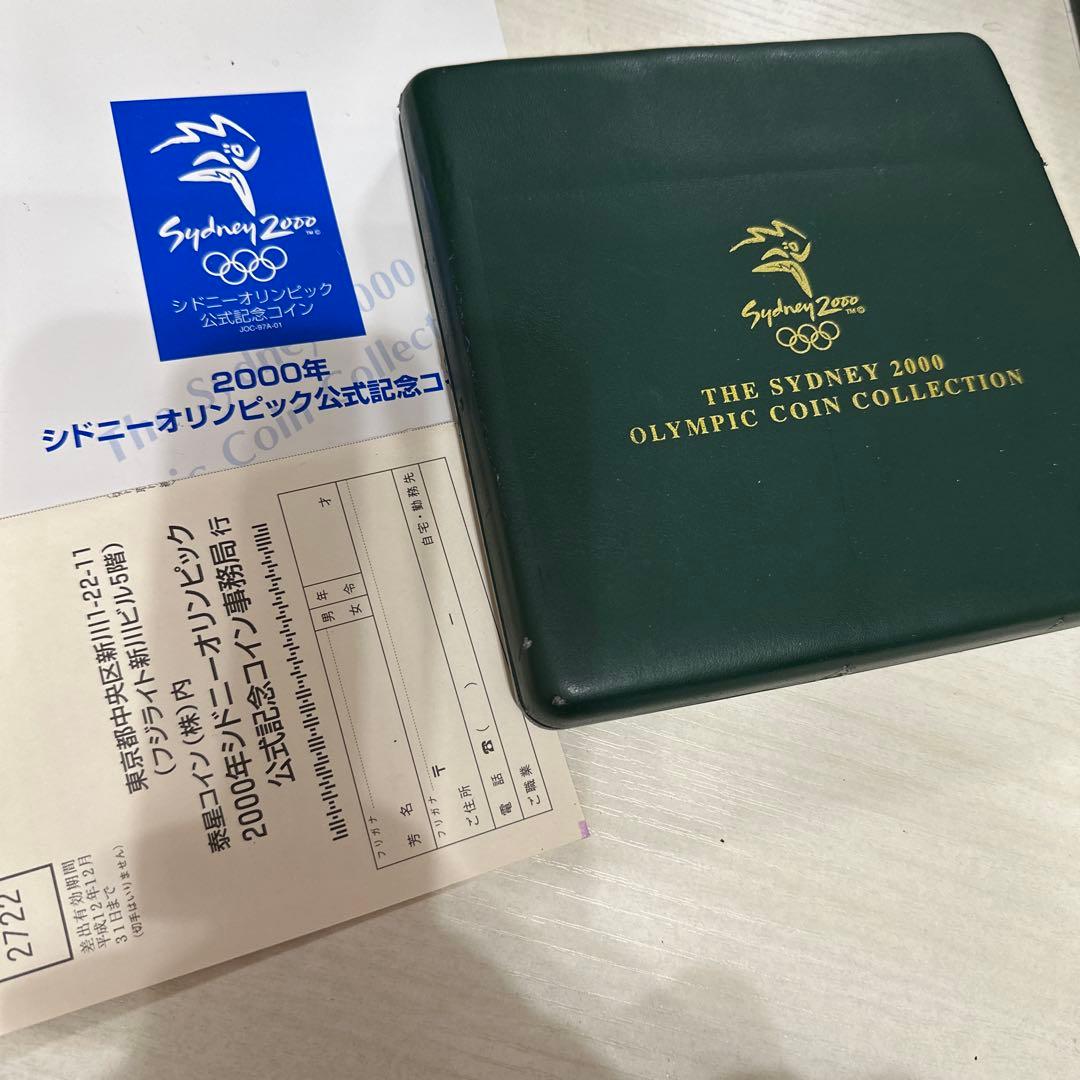 Sydney 2000
TM ©
シドニーオリンピック
公式記念コイン
JOC-97A-01
2000年
シドニーオリンピック公式記念コ
The Sydney 2000
ic Coin Collect
Sydney 2000
TM ©
THE SYDNEY 2000
OLYMPIC COIN COLLECTION
東京都中央区新川1-22-11
(フジライト新川ビル5階)
泰星コイン(株)内
2000年シドニーオリンピック
公式記念コイン事務局 行
2722
差出有効期間
平成12年12月
31日まで
(切手はいりません)
フリガナ
芳名
男
女
年
令
才
フリガナ
ご住所
〒
自宅・勤務先
電話
☎( ) -
ご職業